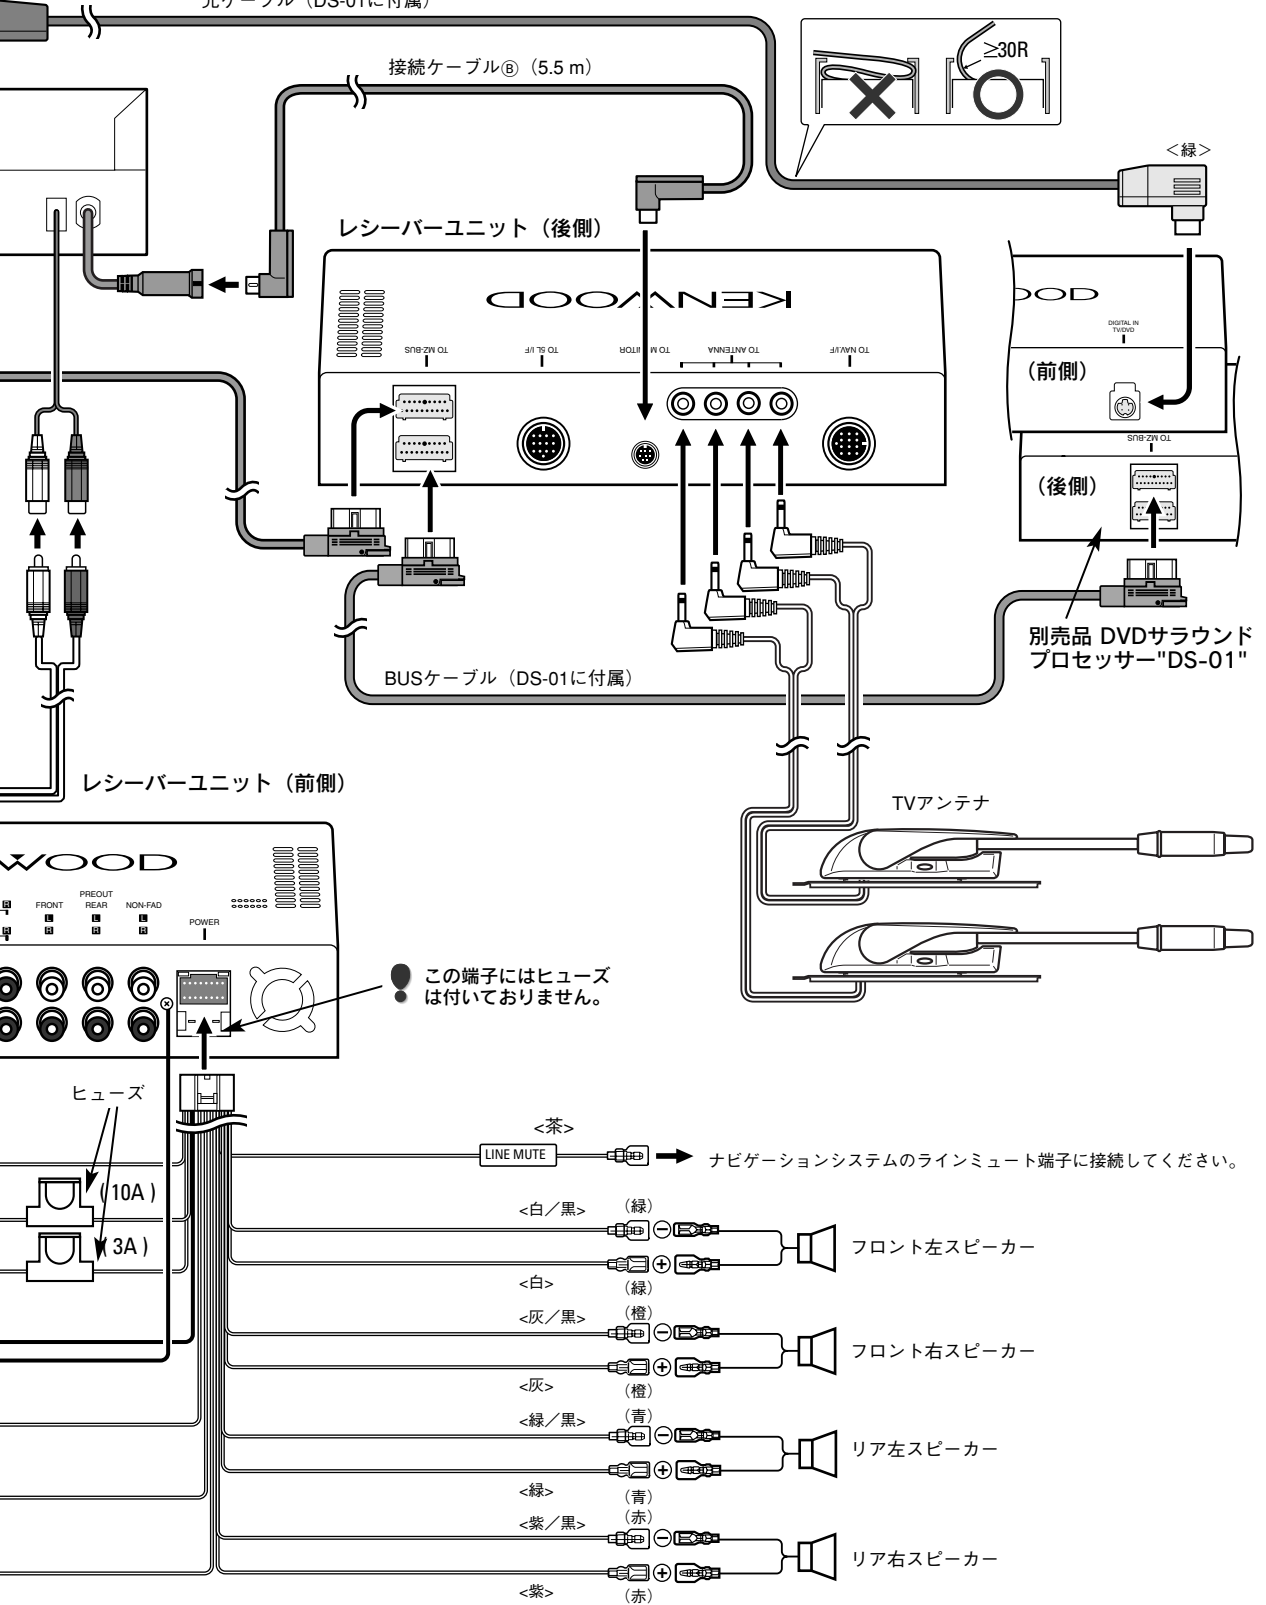 光ケーブル（DS-01に付属）
接続ケーブルⒷ（5.5 m）
≥30R
＜緑＞
レシーバーユニット（後側）
KENWOOD
TO MZ-BUS
TO 5L I/F
TO MONITOR
TO ANTENNA
TO NAV/I/F
OOD
DIGITAL IN
TV/DVD
（前側）
TO MZ-BUS
（後側）
別売品 DVDサラウンド
プロセッサー"DS-01"
BUSケーブル（DS-01に付属）
レシーバーユニット（前側）
TVアンテナ
WOOD
PREOUT
R FRONT REAR NON-FAD
L L L
R R R R
POWER
この端子にはヒューズ
は付いておりません。
ヒューズ
(10A)
(3A)
<茶>
LINE MUTE
ナビゲーションシステムのラインミュート端子に接続してください。
<白／黒> （緑）
⊖
フロント左スピーカー
⊕
<白> （緑）
<灰／黒> （橙）
⊖
フロント右スピーカー
⊕
<灰> （橙）
<緑／黒> （青）
⊖
リア左スピーカー
⊕
<緑> （青）
<紫／黒> （赤）
⊖
リア右スピーカー
⊕
<紫> （赤）